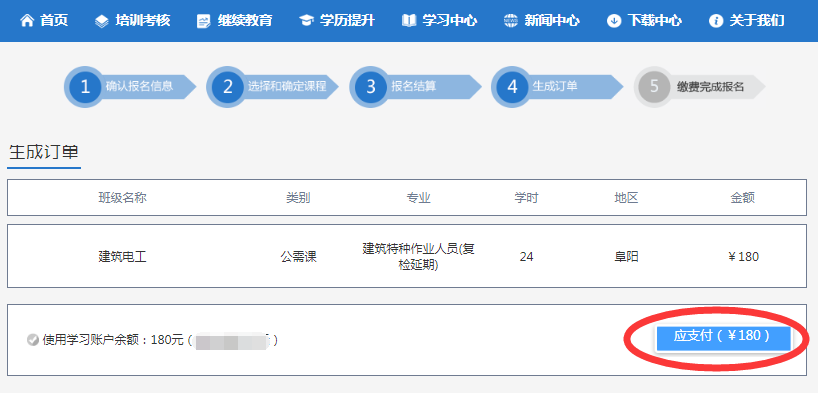 首页 培训考核 继续教育 学历提升 学习中心 NEWS 新闻中心 下载中心 关于我们
1 确认报名信息 2 选择和确定课程 3 报名结算 4 生成订单 5 缴费完成报名
生成订单
班级名称 类别 专业 学时 地区 金额
建筑电工 公需课 建筑特种作业人员(复检延期) 24 阜阳 ￥180
使用学习账户余额：180元（ ） 应支付（￥180）